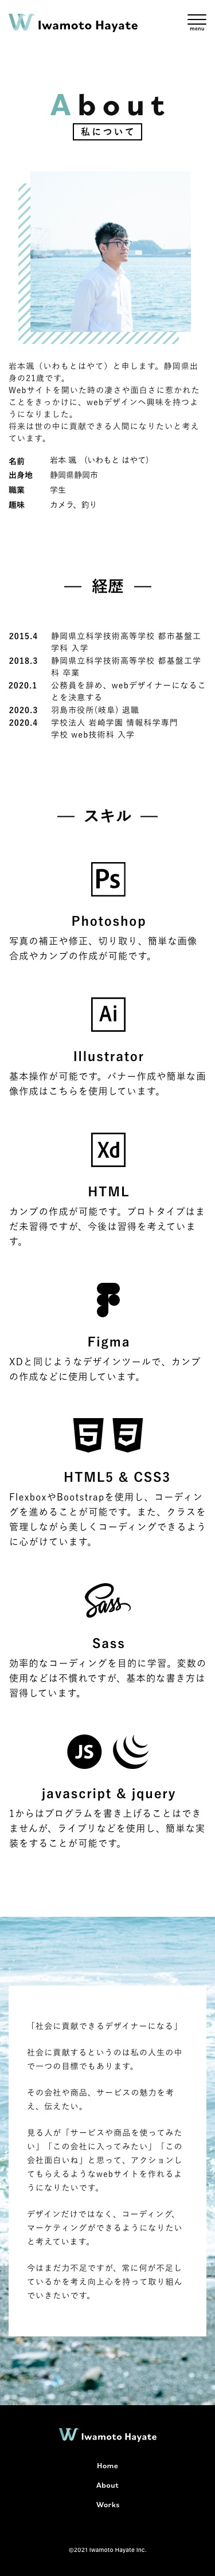 Iwamoto Hayate
menu
About
私について
岩本颯（いわもとはやて）と申します。静岡県出
身の21歳です。
Webサイトを開いた時の凄さや面白さに惹かれた
ことをきっかけに、webデザインへ興味を持つよ
うになりました。
将来は世の中に貢献できる人間になりたいと考え
ています。
名前 岩本 颯 （いわもと はやて）
出身地 静岡県静岡市
職業 学生
趣味 カメラ、釣り
経歴
2015.4 静岡県立科学技術高等学校 都市基盤工
学科 入学
2018.3 静岡県立科学技術高等学校 都基盤工学
科 卒業
2020.1 公務員を辞め、webデザイナーになるこ
とを決意する
2020.3 羽島市役所(岐阜) 退職
2020.4 学校法人 岩崎学園 情報科学専門
学校 web技術科 入学
スキル
Ps
Photoshop
写真の補正や修正、切り取り、簡単な画像
合成やカンプの作成が可能です。
Ai
Illustrator
基本操作が可能です。バナー作成や簡単な画
像作成はこちらを使用しています。
Xd
HTML
カンプの作成が可能です。プロトタイプはま
だ未習得ですが、今後は習得を考えていま
す。
Figma
XDと同じようなデザインツールで、カンプ
の作成などに使用しています。
5 3
HTML5 & CSS3
FlexboxやBootstrapを使用し、コーディン
グを進めることが可能です。また、クラスを
管理しながら美しくコーディングできるよう
に心がけています。
Sass
Sass
効率的なコーディングを目的に学習。変数の
使用などは不慣れですが、基本的な書き方は
習得しています。
JS
javascript & jquery
1からはプログラムを書き上げることはでき
ませんが、ライブリなどを使用し、簡単な実
装をすることが可能です。
「社会に貢献できるデザイナーになる」
社会に貢献するというのは私の人生の中
で一つの目標でもあります。
その会社や商品、サービスの魅力を考
え、伝えたい。
見る人が「サービスや商品を使ってみた
い」「この会社に入ってみたい」「この
会社面白いね」と思って、アクションし
てもらえるようなwebサイトを作れるよ
うになりたいです。
デザインだけではなく、コーディング、
マーケティングができるようになりたい
と考えています。
今はまだ力不足ですが、常に何が不足し
ているかを考え向上心を持って取り組ん
でいきたいです。
Iwamoto Hayate
Home
About
Works
©2021 Iwamoto Hayate Inc.